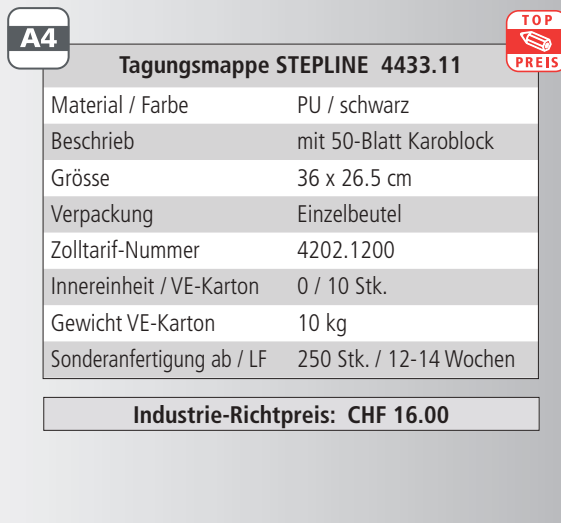 A4
TOP
PREIS
Tagungsmappe STEPLINE 4433.11
Material / Farbe PU / schwarz
Beschrieb mit 50-Blatt Karoblock
Grösse 36 x 26.5 cm
Verpackung Einzelbeutel
Zolltarif-Nummer 4202.1200
Innereinheit / VE-Karton 0 / 10 Stk.
Gewicht VE-Karton 10 kg
Sonderanfertigung ab / LF 250 Stk. / 12-14 Wochen
Industrie-Richtpreis: CHF 16.00